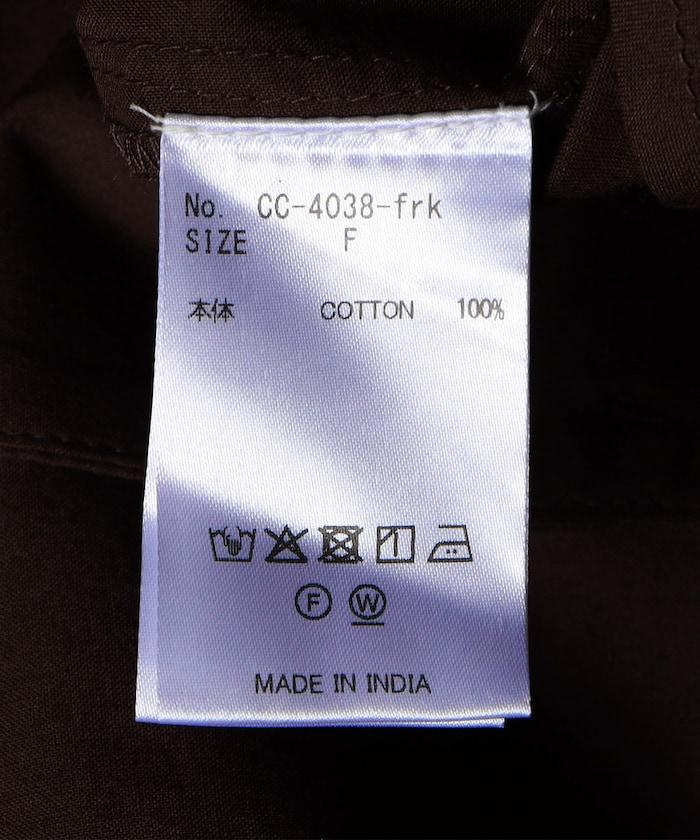 No. CC-4038-frk
SIZE F
本体 COTTON 100%
F W
MADE IN INDIA